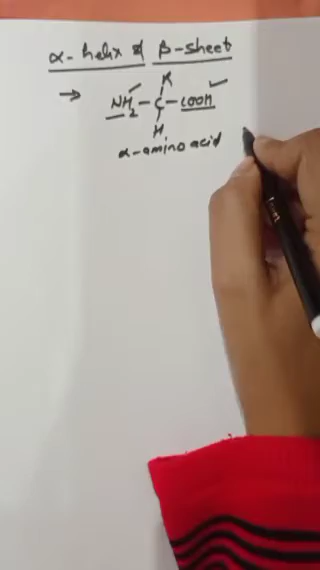 α-helix & β-sheet
→ NH2-C-COOH
R
H
α-amino acid